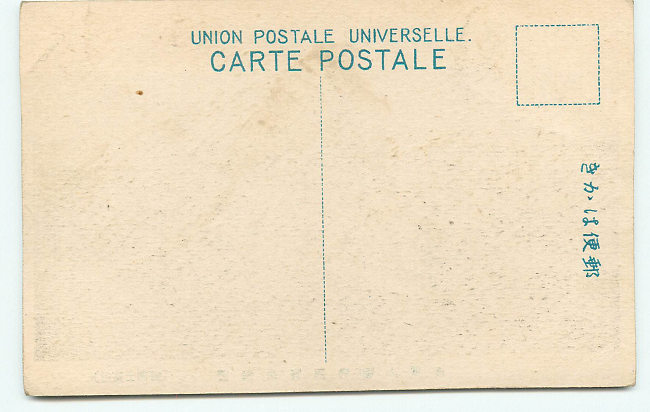 UNION POSTALE UNIVERSELLE.
CARTE POSTALE
郵便はかき